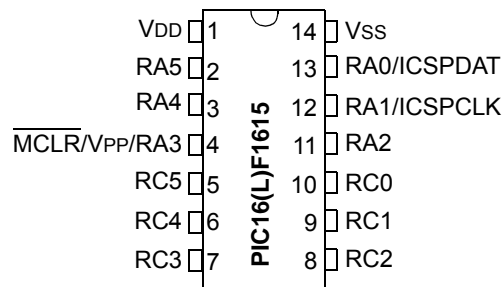 VDD 1 14 VSS
RA5 2 13 RA0/ICSPDAT
RA4 3 12 RA1/ICSPCLK
MCLR/VPP/RA3 4 11 RA2
RC5 5 10 RC0
RC4 6 9 RC1
RC3 7 8 RC2
PIC16(L)F1615